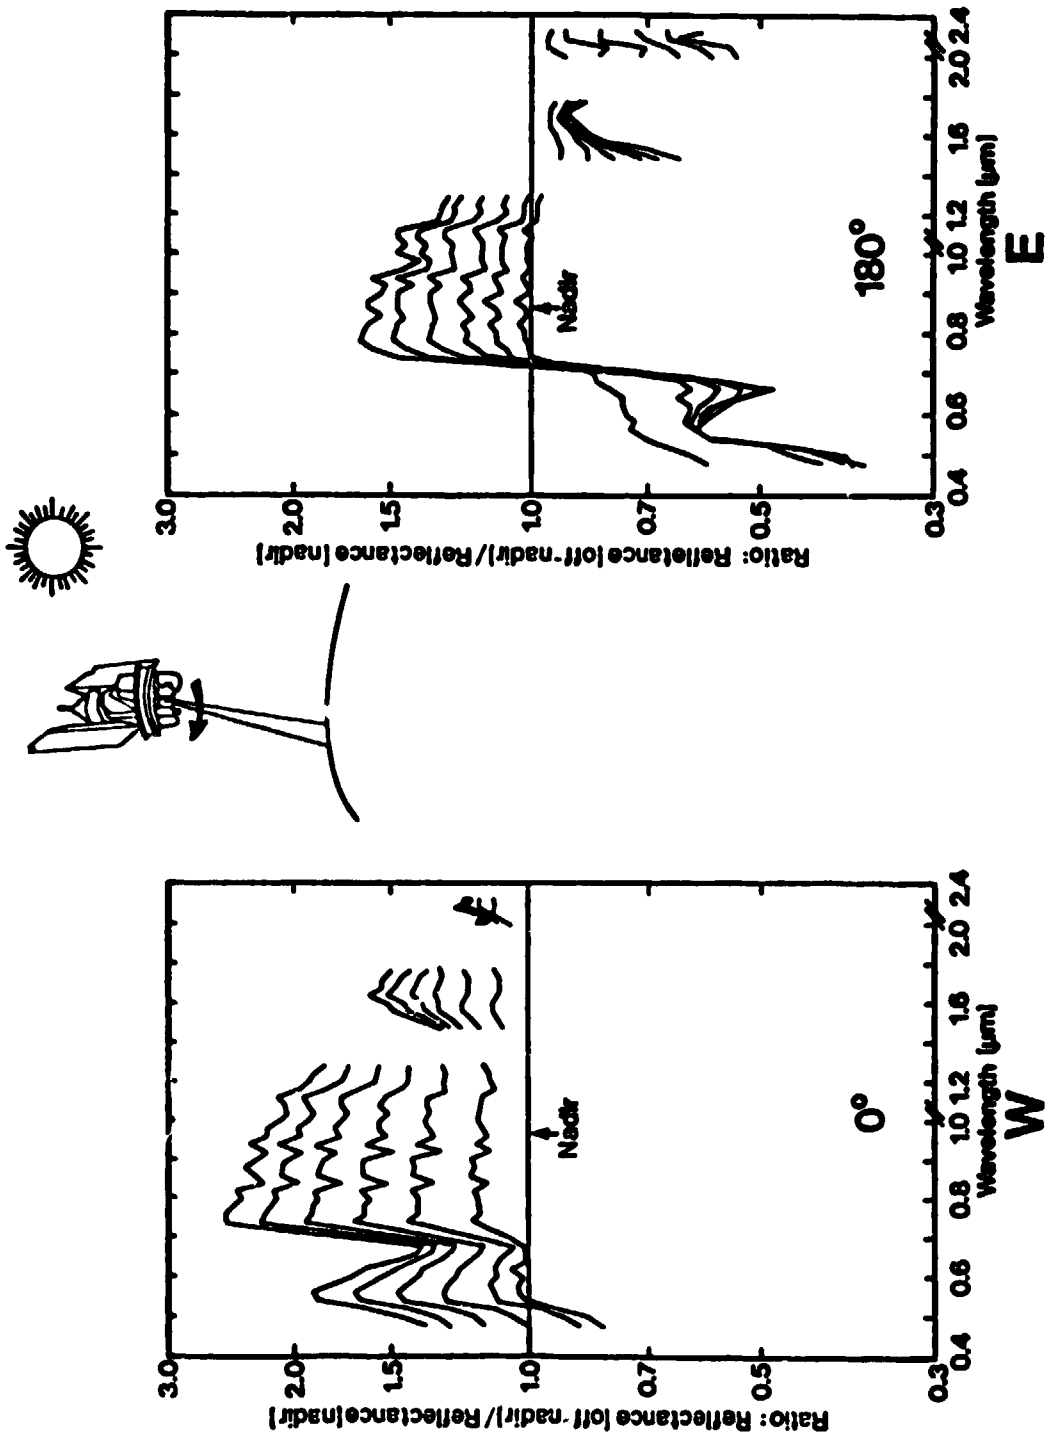 Ratio: Reflectance [off-nadir]/Reflectance[nadir]
3.0
2.0
1.5
1.0
0.7
0.5
0.3
Nadir
0°
0.4 0.6 0.8 1.0 1.2 1.6 2.0 2.4
Wavelength [µm]
W
Ratio: Refletance [off-nadir]/Reflectance [nadir]
3.0
2.0
1.5
1.0
0.7
0.5
0.3
Nadir
180°
0.4 0.6 0.8 1.0 1.2 1.6 2.0 2.4
Wavelength [µm]
E